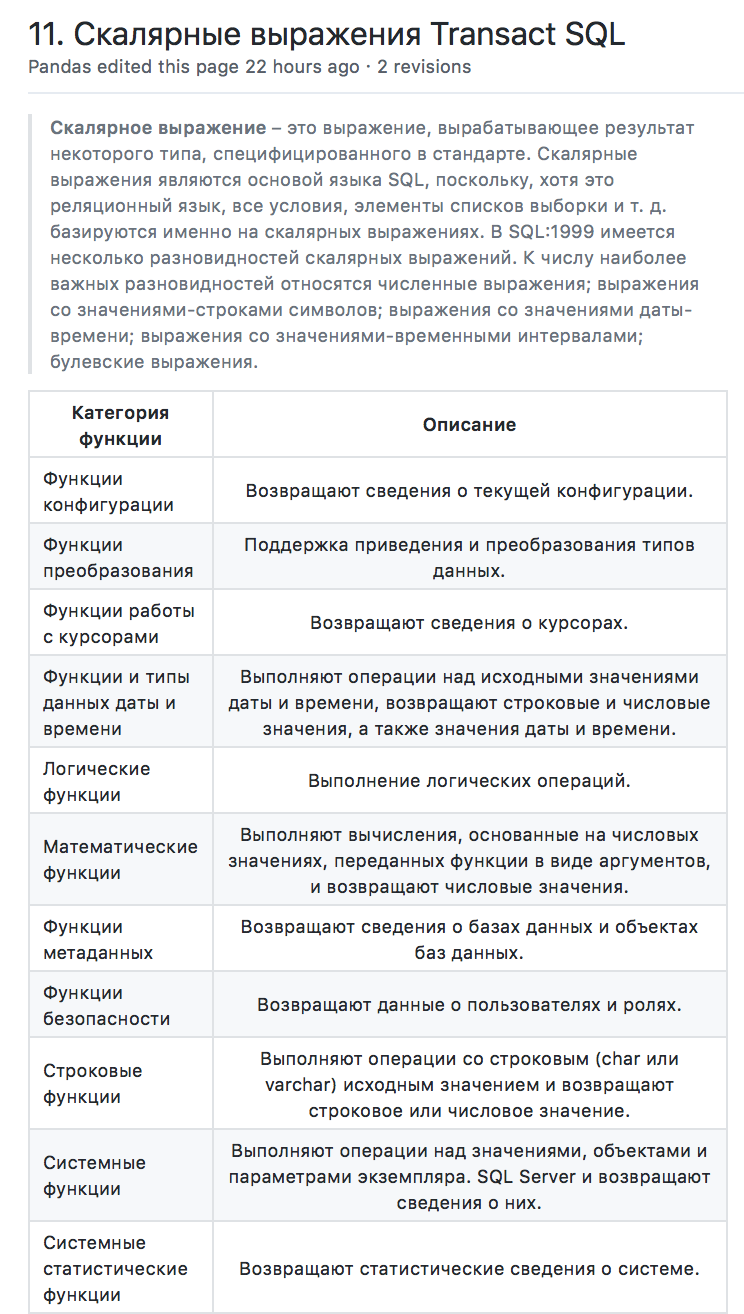 11. Скалярные выражения Transact SQL
Pandas edited this page 22 hours ago · 2 revisions
Скалярное выражение – это выражение, вырабатывающее результат
некоторого типа, специфицированного в стандарте. Скалярные
выражения являются основой языка SQL, поскольку, хотя это
реляционный язык, все условия, элементы списков выборки и т. д.
базируются именно на скалярных выражениях. В SQL:1999 имеется
несколько разновидностей скалярных выражений. К числу наиболее
важных разновидностей относятся численные выражения; выражения
со значениями-строками символов; выражения со значениями даты-
времени; выражения со значениями-временными интервалами;
булевские выражения.
Категория
функции
Описание
Функции
конфигурации
Возвращают сведения о текущей конфигурации.
Функции
преобразования
Поддержка приведения и преобразования типов
данных.
Функции работы
с курсорами
Возвращают сведения о курсорах.
Функции и типы
данных даты и
времени
Выполняют операции над исходными значениями
даты и времени, возвращают строковые и числовые
значения, а также значения даты и времени.
Логические
функции
Выполнение логических операций.
Математические
функции
Выполняют вычисления, основанные на числовых
значениях, переданных функции в виде аргументов,
и возвращают числовые значения.
Функции
метаданных
Возвращают сведения о базах данных и объектах
баз данных.
Функции
безопасности
Возвращают данные о пользователях и ролях.
Строковые
функции
Выполняют операции со строковым (char или
varchar) исходным значением и возвращают
строковое или числовое значение.
Системные
функции
Выполняют операции над значениями, объектами и
параметрами экземпляра. SQL Server и возвращают
сведения о них.
Системные
статистические
функции
Возвращают статистические сведения о системе.